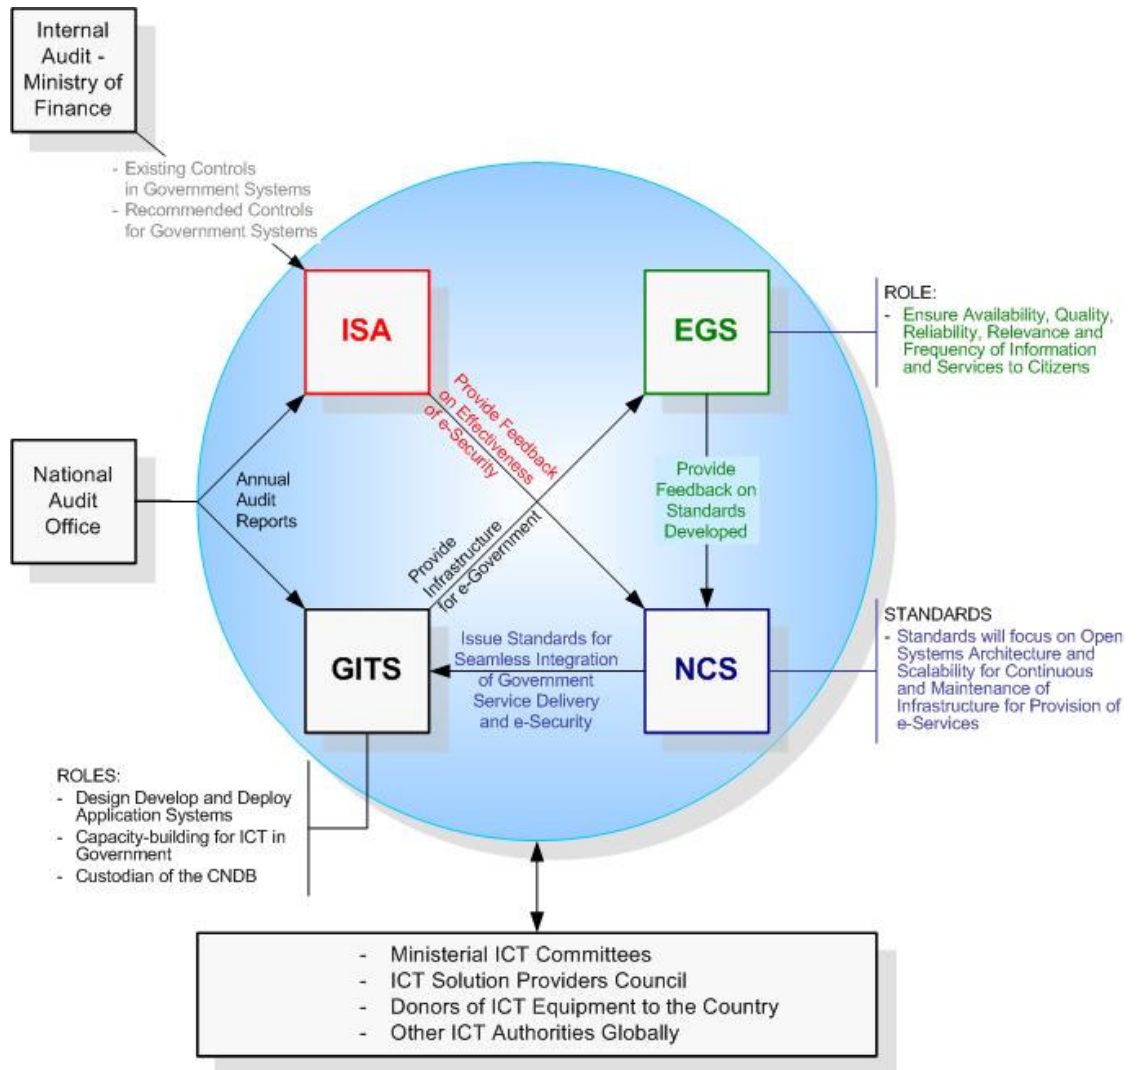 Internal
Audit -
Ministry of
Finance
- Existing Controls
in Government Systems
- Recommended Controls
for Government Systems
ISA
EGS
ROLE:
- Ensure Availability, Quality,
Reliability, Relevance and
Frequency of Information
and Services to Citizens
Provide Feedback
on Effectiveness
of e-Security
National
Audit
Office
Annual
Audit
Reports
Provide
Feedback on
Standards
Developed
Provide
Infrastructure
for e-Government
GITS
Issue Standards for
Seamless Integration
of Government
Service Delivery
and e-Security
NCS
STANDARDS
- Standards will focus on Open
Systems Architecture and
Scalability for Continuous
and Maintenance of
Infrastructure for Provision of
e-Services
ROLES:
- Design Develop and Deploy
Application Systems
- Capacity-building for ICT in
Government
- Custodian of the CNDB
- Ministerial ICT Committees
- ICT Solution Providers Council
- Donors of ICT Equipment to the Country
- Other ICT Authorities Globally